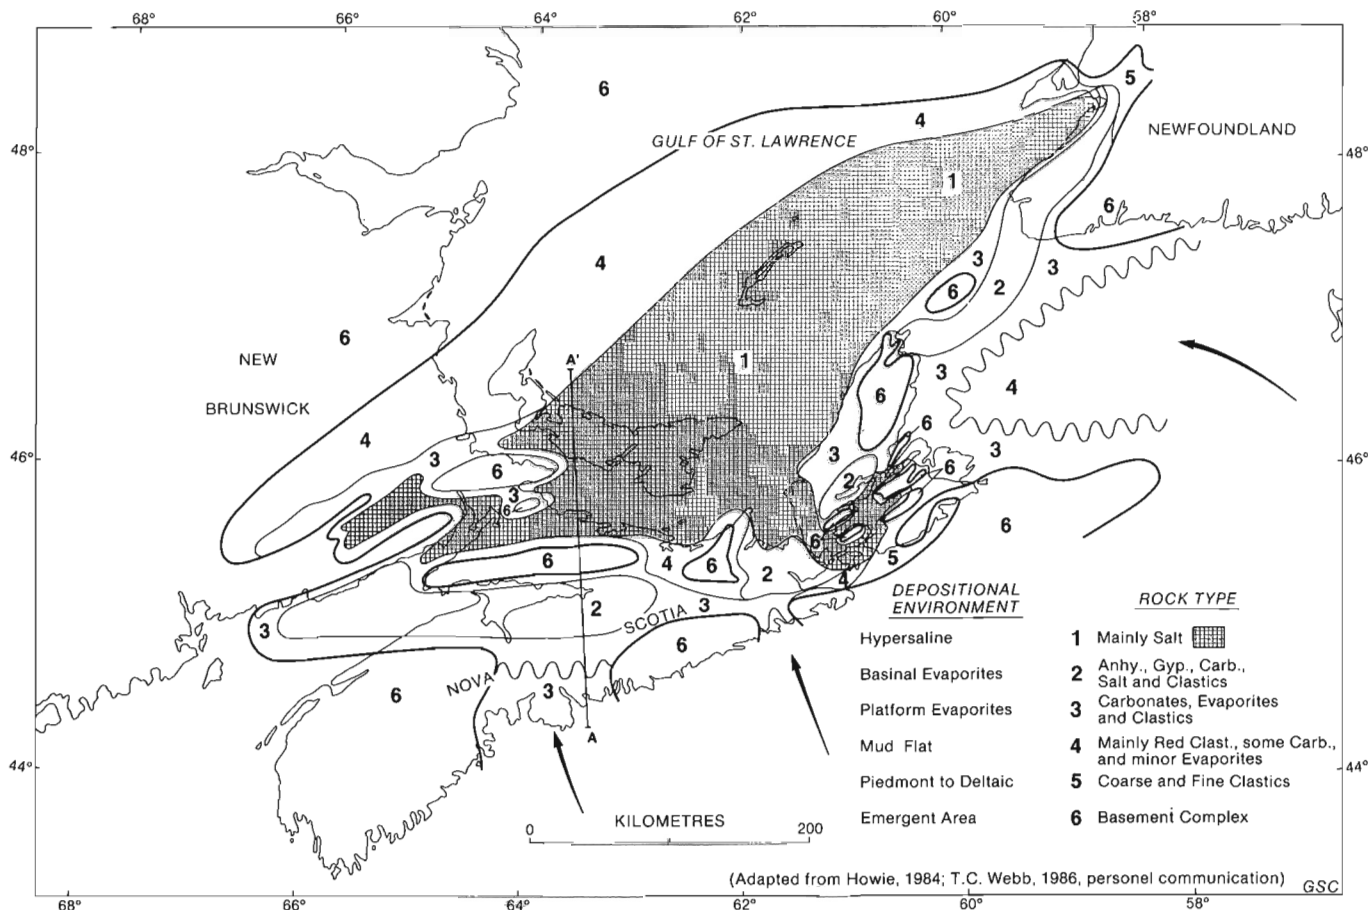 68° 66° 64° 62° 60° 58°
6
5
4
GULF OF ST. LAWRENCE
NEWFOUNDLAND
48° 48°
1
6
4
3
3
2
6
6
NEW
A'
1
3
4
BRUNSWICK
6
6
4
3
3
3
46° 46°
6
6
2
3
6
6
6
6
4
6
2
5
4
DEPOSITIONAL
ENVIRONMENT
ROCK TYPE
2
3
SCOTIA
3
6
Hypersaline 1 Mainly Salt
Basinal Evaporites 2 Anhy., Gyp., Carb.,
Salt and Clastics
NOVA
6
3
Platform Evaporites 3 Carbonates, Evaporites
and Clastics
A
Mud Flat 4 Mainly Red Clast., some Carb.,
and minor Evaporites
44° 44°
Piedmont to Deltaic 5 Coarse and Fine Clastics
KILOMETRES
0 200
Emergent Area 6 Basement Complex
(Adapted from Howie, 1984; T.C. Webb, 1986, personel communication)
GSC
68° 66° 64° 62° 60°